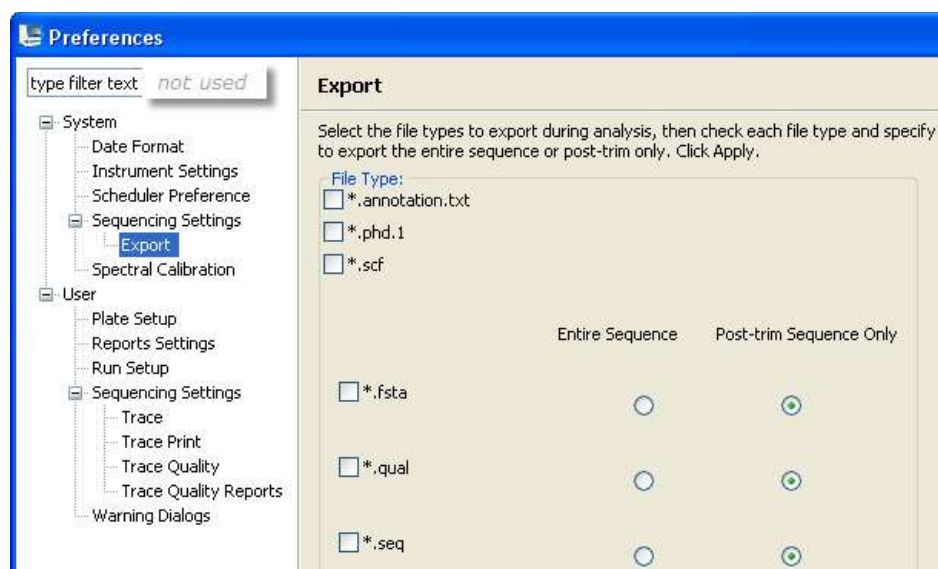 Preferences
type filter text not used
System
Date Format
Instrument Settings
Scheduler Preference
Sequencing Settings
Export
Spectral Calibration
User
Plate Setup
Reports Settings
Run Setup
Sequencing Settings
Trace
Trace Print
Trace Quality
Trace Quality Reports
Warning Dialogs
Export
Select the file types to export during analysis, then check each file type and specify
to export the entire sequence or post-trim only. Click Apply.
File Type:
*.annotation.txt
*.phd.1
*.scf
Entire Sequence Post-trim Sequence Only
*.fsta
*.qual
*.seq